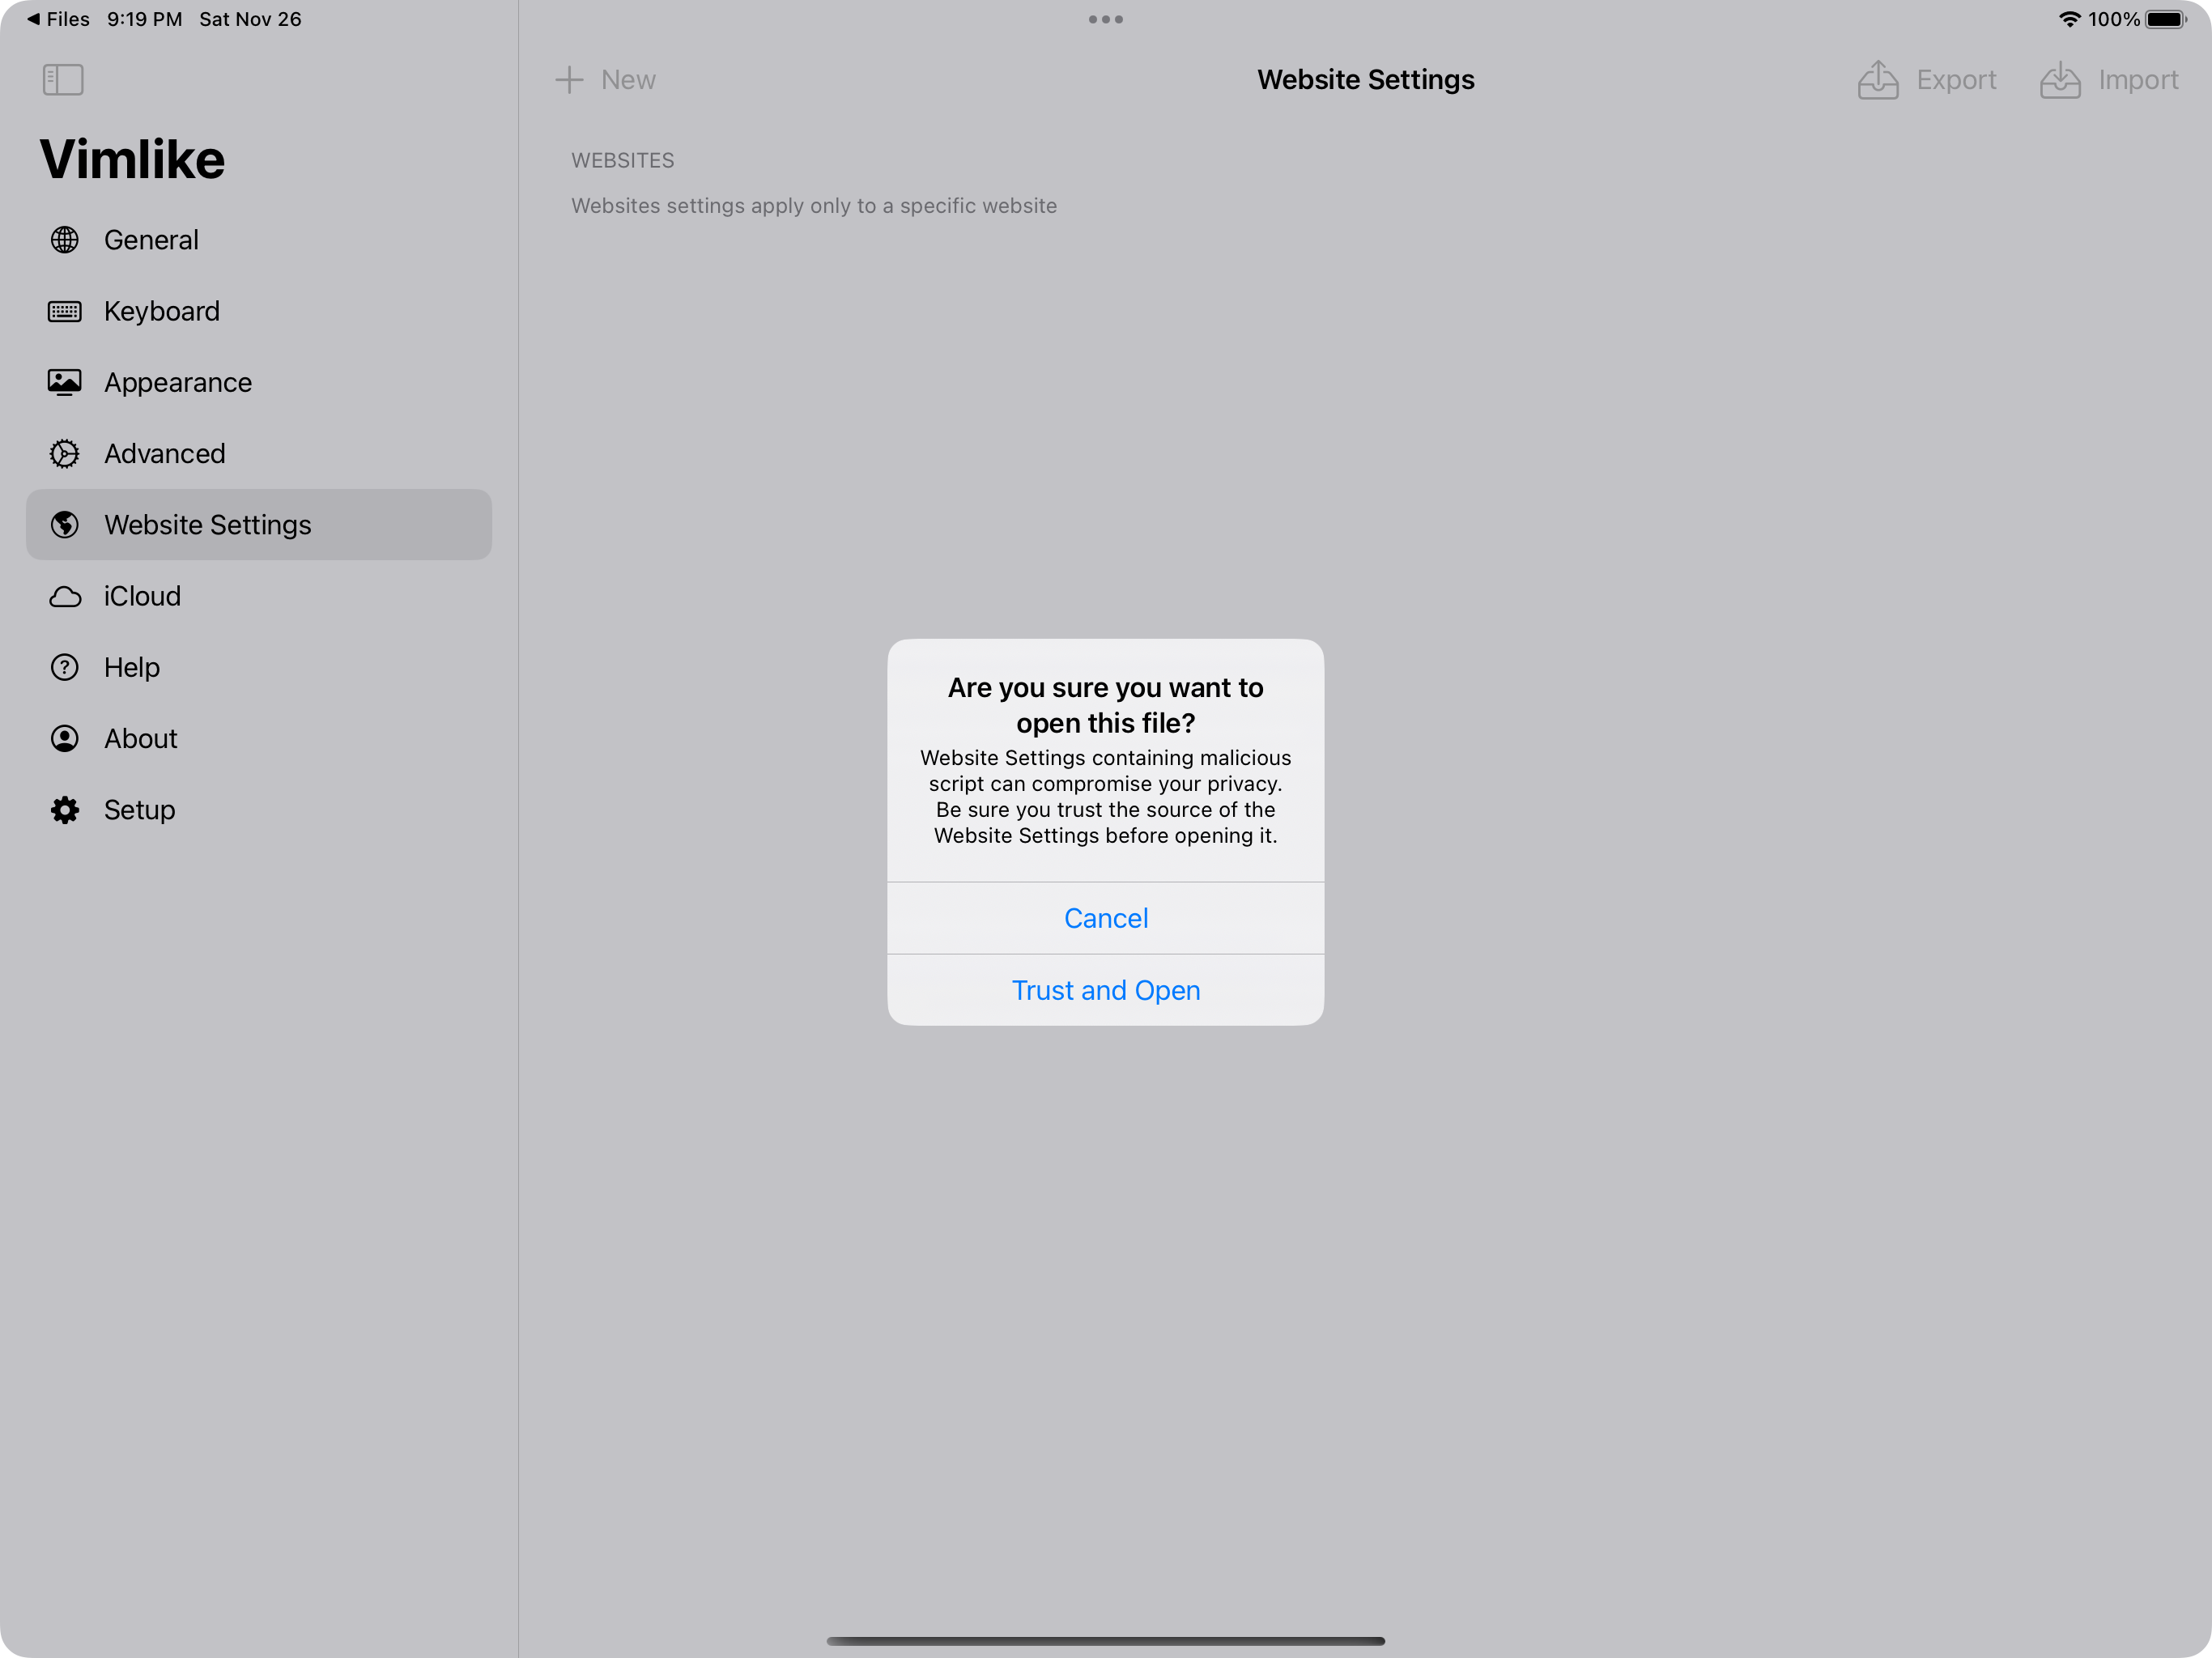 Files 9:19 PM Sat Nov 26
100%
Vimlike
General
Keyboard
Appearance
Advanced
Website Settings
iCloud
Help
About
Setup
New
Website Settings
Export
Import
WEBSITES
Websites settings apply only to a specific website
Are you sure you want to
open this file?
Website Settings containing malicious
script can compromise your privacy.
Be sure you trust the source of the
Website Settings before opening it.
Cancel
Trust and Open